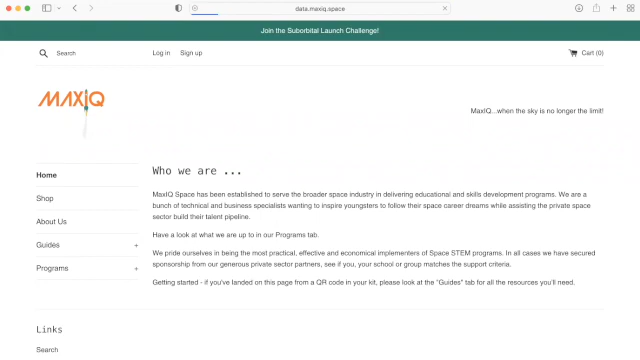 data.maxiq.space
Join the Suborbital Launch Challenge!
Search
Log in
Sign up
Cart (0)
MAXIQ
MaxIQ...when the sky is no longer the limit!
Home
Shop
About Us
Guides +
Programs +
Who we are ...
MaxIQ Space has been established to serve the broader space industry in delivering educational and skills development programs. We are a
bunch of technical and business specialists wanting to inspire youngsters to follow their space career dreams while assisting the private space
sector build their talent pipeline.
Have a look at what we are up to in our Programs tab.
We pride ourselves in being the most practical, effective and economical implementers of Space STEM programs. In all cases we have secured
sponsorship from our generous private sector partners, see if you, your school or group matches the support criteria.
Getting started - if you've landed on this page from a QR code in your kit, please look at the "Guides" tab for all the resources you'll need.
Links
Search